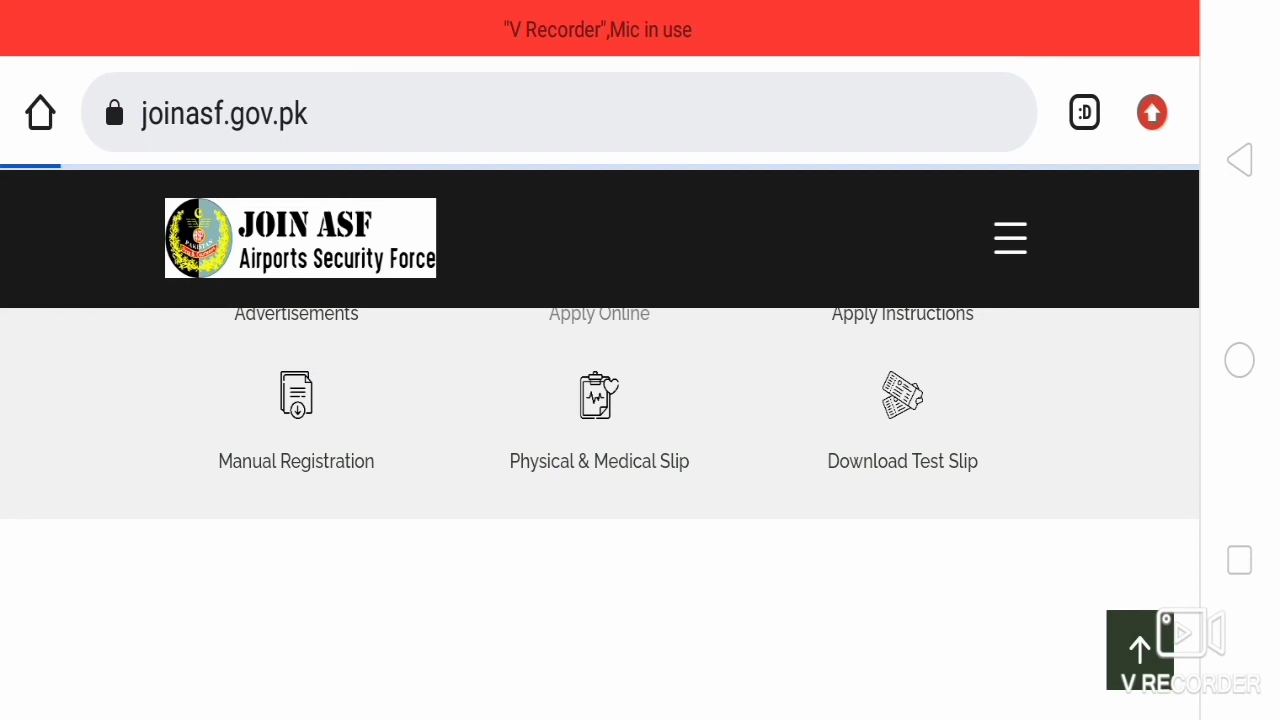 "V Recorder",Mic in use
joinasf.gov.pk
:D
JOIN ASF
Airports Security Force
Advertisements
Apply Online
Apply Instructions
Manual Registration
Physical & Medical Slip
Download Test Slip
V RECORDER